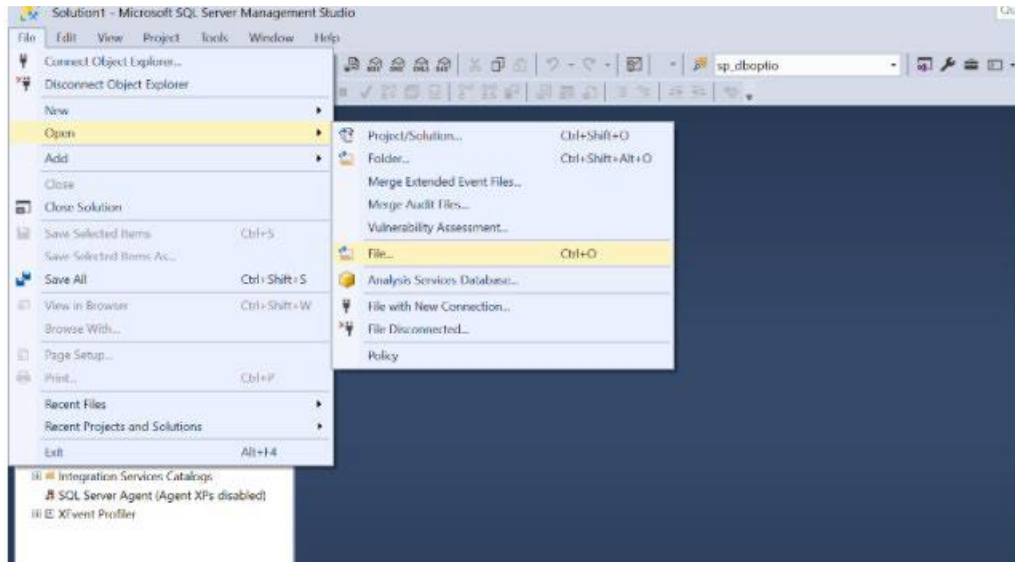 Solution1 - Microsoft SQL Server Management Studio
File Edit View Project Tools Window Help
sp_dboptio
Connect Object Explorer...
Disconnect Object Explorer
New
Open
Add
Close
Close Solution
Save Selected Items Ctrl+S
Save Selected Items As...
Save All Ctrl+Shift+S
View in Browser Ctrl+Shift+W
Browse With...
Page Setup...
Print... Ctrl+P
Recent Files
Recent Projects and Solutions
Exit Alt+F4
Project/Solution... Ctrl+Shift+O
Folder... Ctrl+Shift+Alt+O
Merge Extended Event Files...
Merge Audit Files...
Vulnerability Assessment...
File... Ctrl+O
Analysis Services Database...
File with New Connection...
File Disconnected...
Policy
Integration Services Catalogs
SQL Server Agent (Agent XPs disabled)
XEvent Profiler